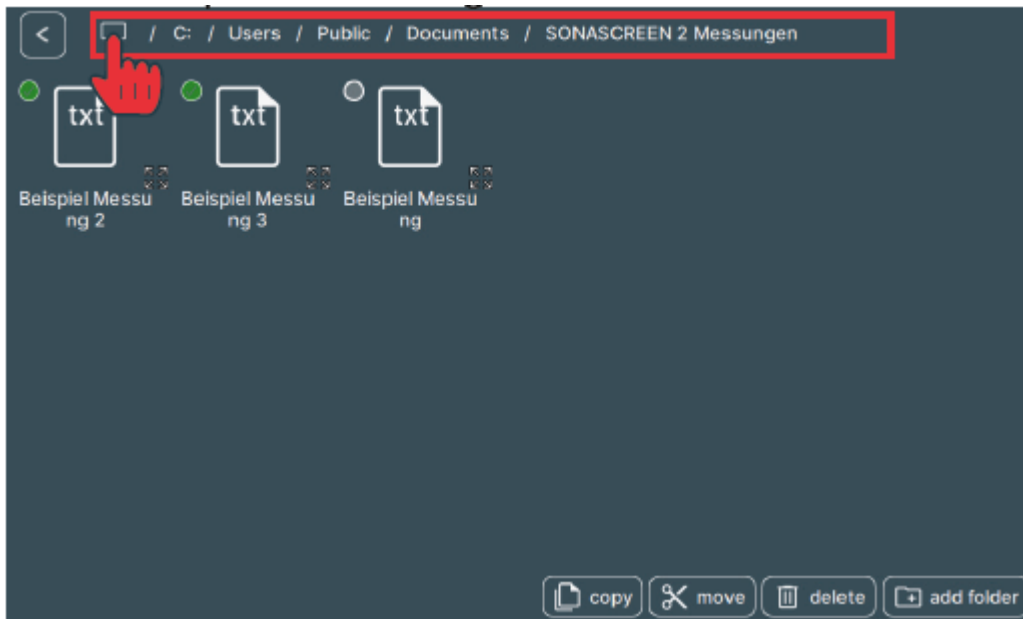 < / C: / Users / Public / Documents / SONASCREEN 2 Messungen
txt txt txt
Beispiel Messu Beispiel Messu Beispiel Messu
ng 2 ng 3 ng
copy move delete add folder